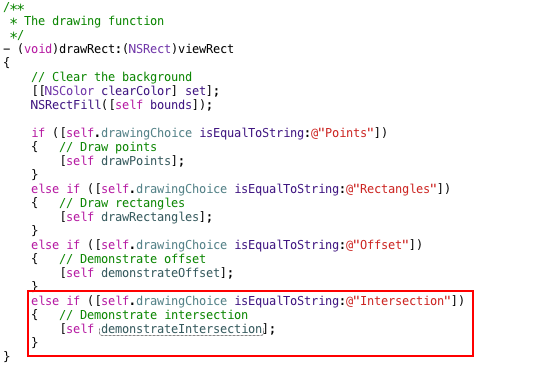 /**
 * The drawing function
 */
- (void)drawRect:(NSRect)viewRect
{
    // Clear the background
    [[NSColor clearColor] set];
    NSRectFill([self bounds]);

    if ([self.drawingChoice isEqualToString:@"Points"])
    {   // Draw points
        [self drawPoints];
    }
    else if ([self.drawingChoice isEqualToString:@"Rectangles"])
    {   // Draw rectangles
        [self drawRectangles];
    }
    else if ([self.drawingChoice isEqualToString:@"Offset"])
    {   // Demonstrate offset
        [self demonstrateOffset];
    }
    else if ([self.drawingChoice isEqualToString:@"Intersection"])
    {   // Demonstrate intersection
        [self demonstrateIntersection];
    }
}